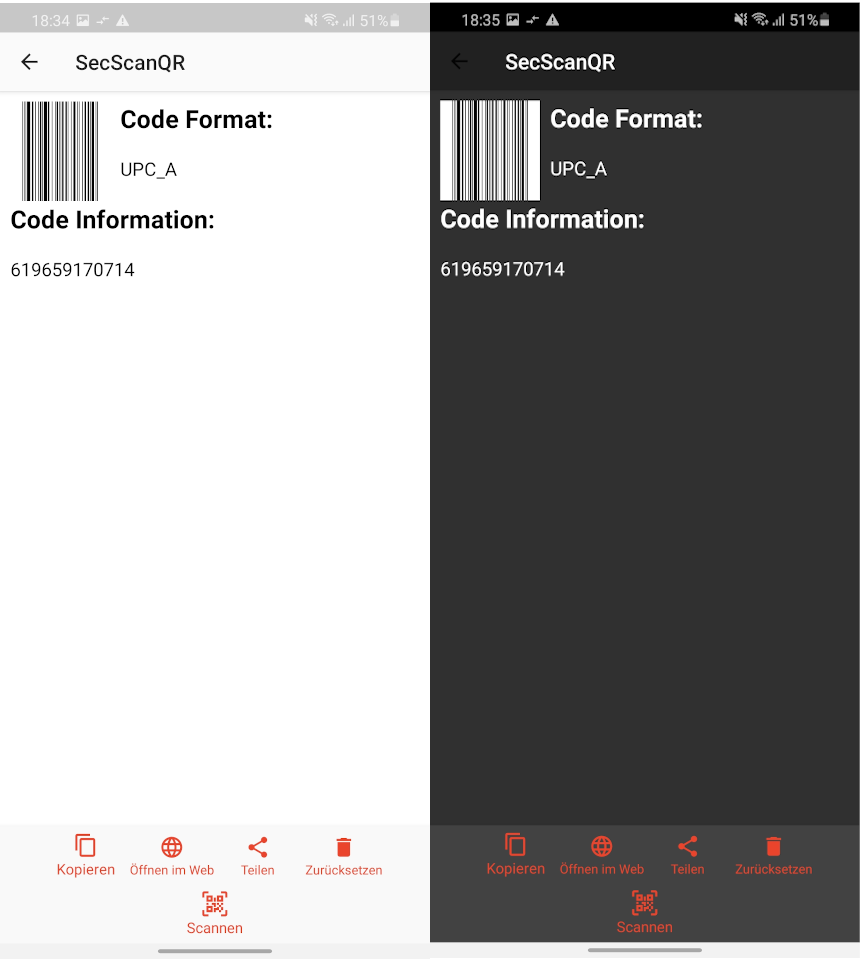 18:34 51%
SecScanQR
Code Format:
UPC_A
Code Information:
619659170714
Kopieren Öffnen im Web Teilen Zurücksetzen
Scannen
18:35 51%
SecScanQR
Code Format:
UPC_A
Code Information:
619659170714
Kopieren Öffnen im Web Teilen Zurücksetzen
Scannen